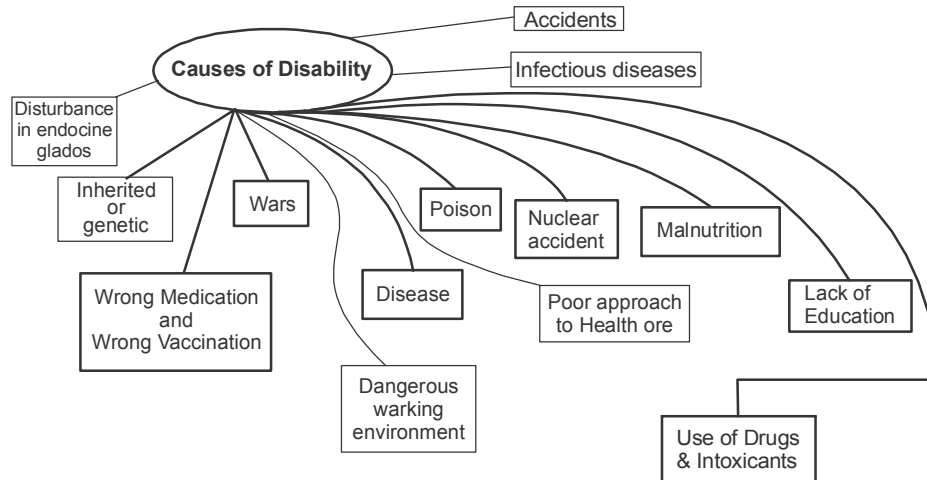 Accidents
Causes of Disability
Infectious diseases
Disturbance
in endocine
glados
Inherited
or
genetic
Wars
Poison
Nuclear
accident
Malnutrition
Wrong Medication
and
Wrong Vaccination
Disease
Poor approach
to Health ore
Lack of
Education
Dangerous
warking
environment
Use of Drugs
& Intoxicants